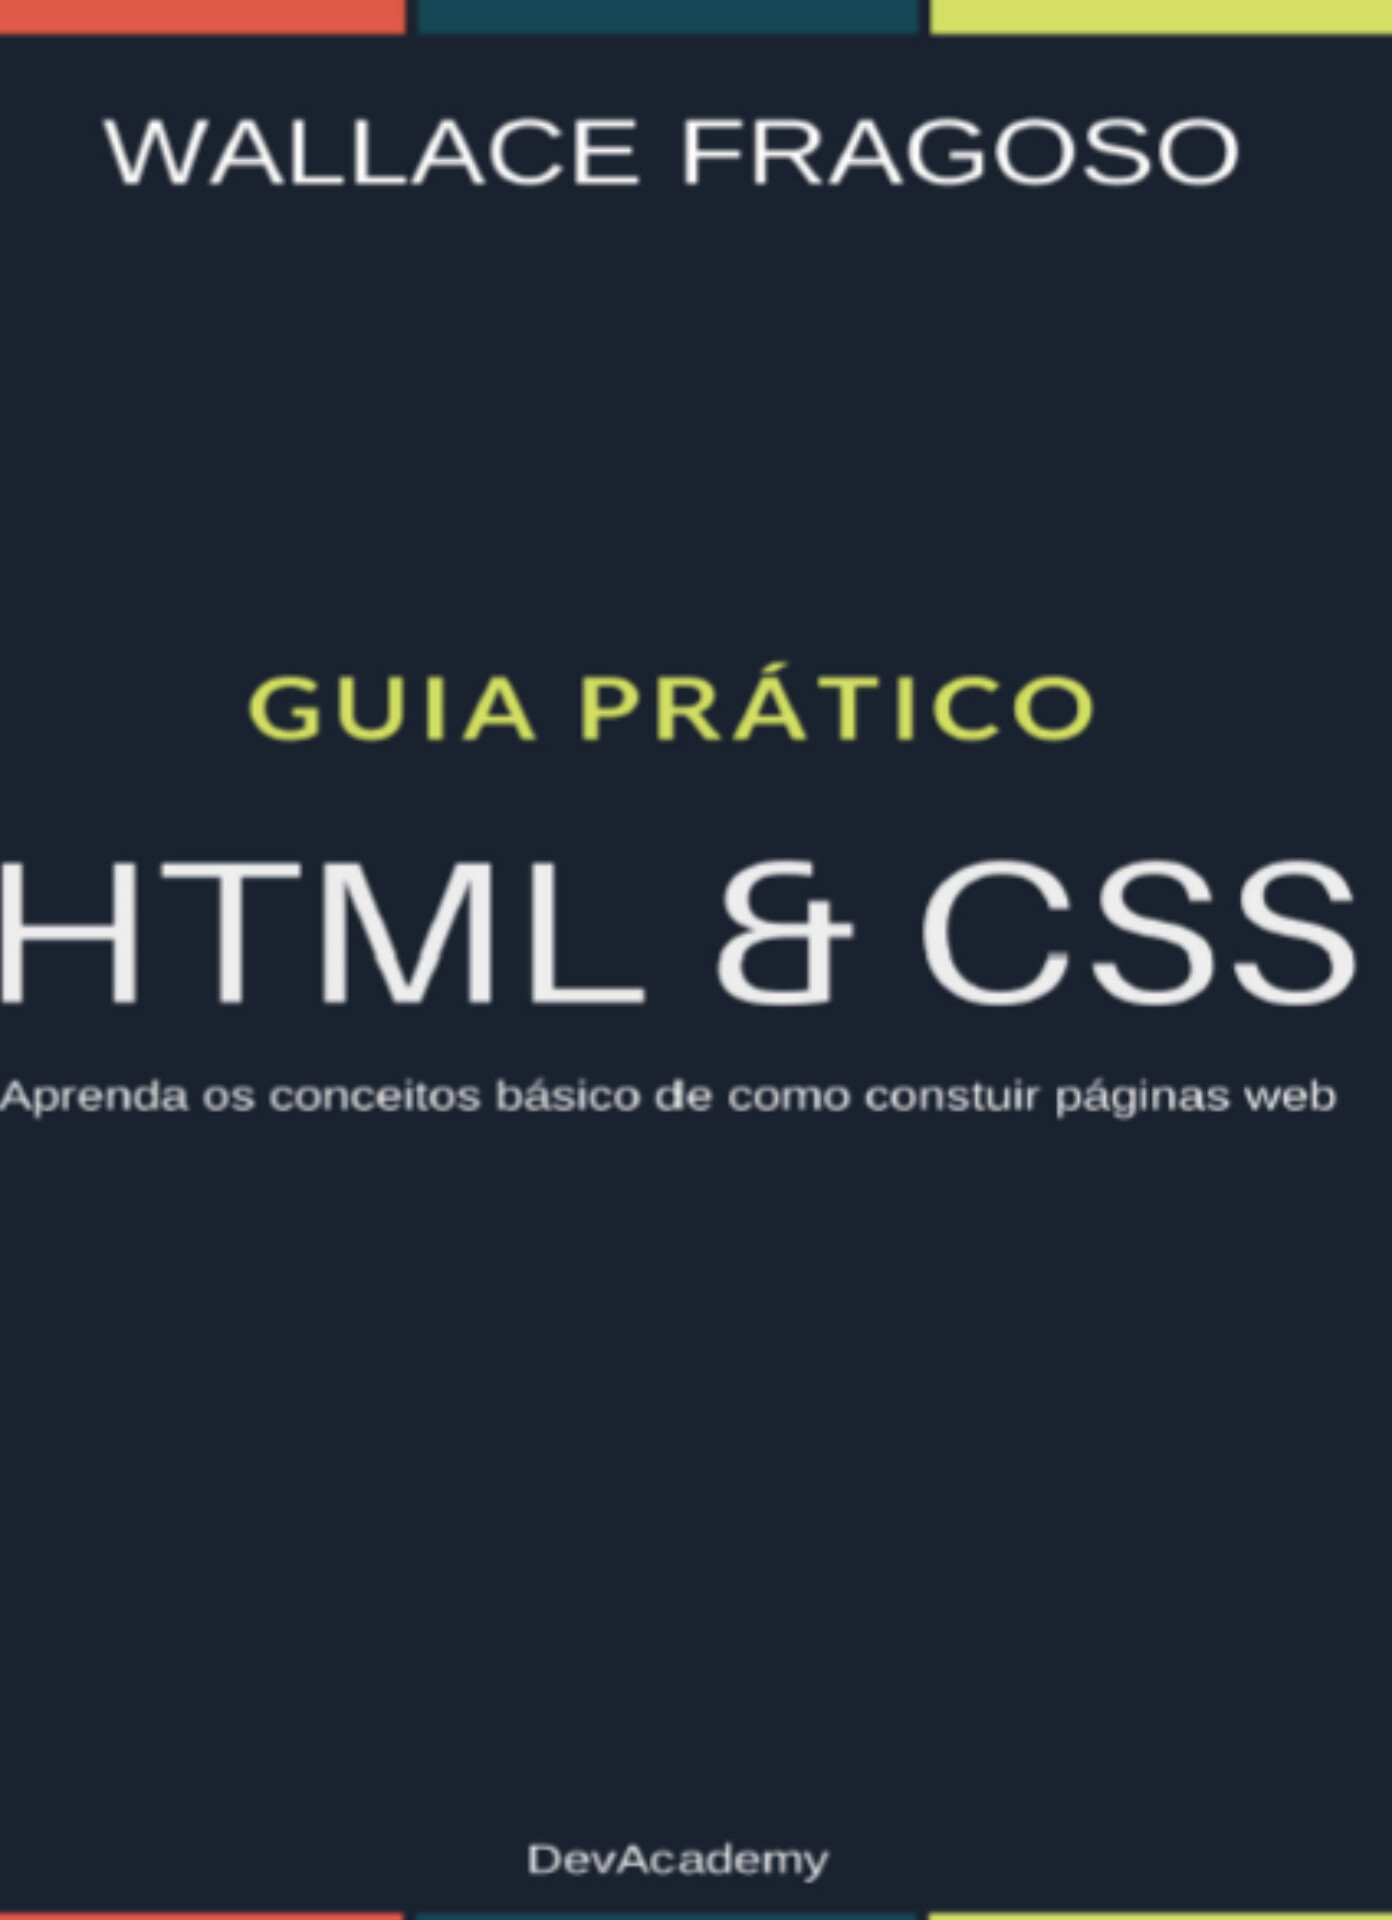 WALLACE FRAGOSO
GUIA PRÁTICO
HTML & CSS
Aprenda os conceitos básico de como constuir páginas web
DevAcademy